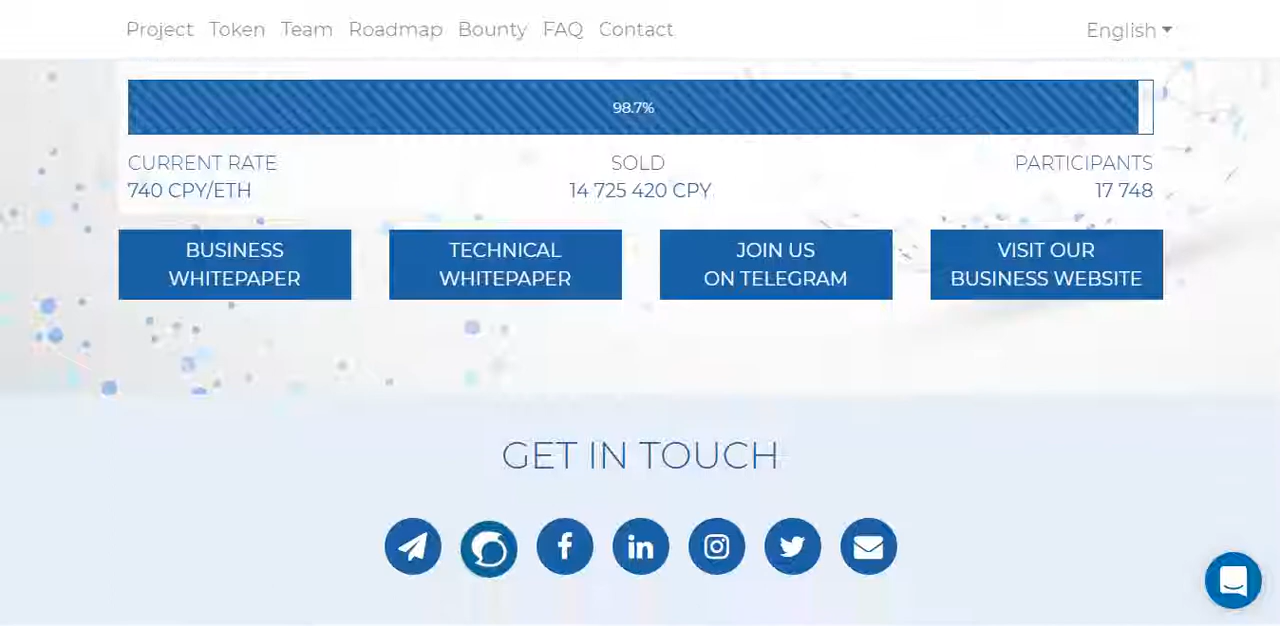 Project Token Team Roadmap Bounty FAQ Contact English
98.7%
CURRENT RATE SOLD PARTICIPANTS
740 CPY/ETH 14 725 420 CPY 17 748
BUSINESS
WHITEPAPER
TECHNICAL
WHITEPAPER
JOIN US
ON TELEGRAM
VISIT OUR
BUSINESS WEBSITE
GET IN TOUCH